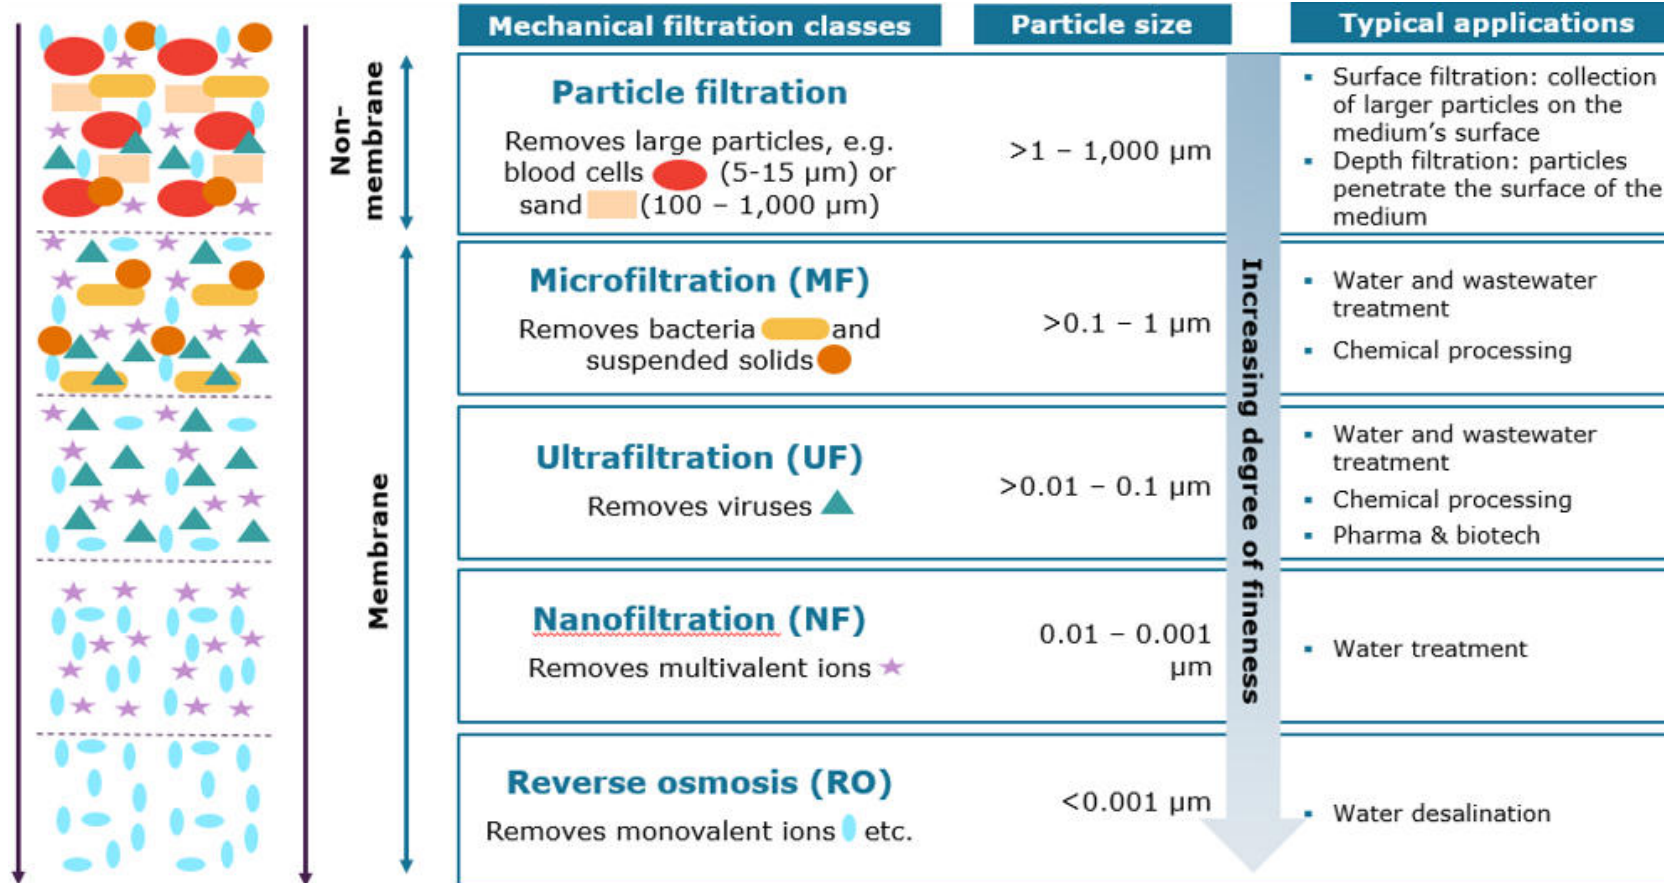 Mechanical filtration classes
Particle size
Typical applications
Non-
membrane
Particle filtration
Removes large particles, e.g.
blood cells (5-15 µm) or
sand (100 – 1,000 µm)
>1 – 1,000 µm
▪ Surface filtration: collection
of larger particles on the
medium's surface
▪ Depth filtration: particles
penetrate the surface of the
medium
Membrane
Microfiltration (MF)
Removes bacteria and
suspended solids
>0.1 – 1 µm
▪ Water and wastewater
treatment
▪ Chemical processing
Ultrafiltration (UF)
Removes viruses
>0.01 – 0.1 µm
▪ Water and wastewater
treatment
▪ Chemical processing
▪ Pharma & biotech
Nanofiltration (NF)
Removes multivalent ions
0.01 – 0.001
µm
▪ Water treatment
Reverse osmosis (RO)
Removes monovalent ions etc.
<0.001 µm
▪ Water desalination
Increasing degree of fineness